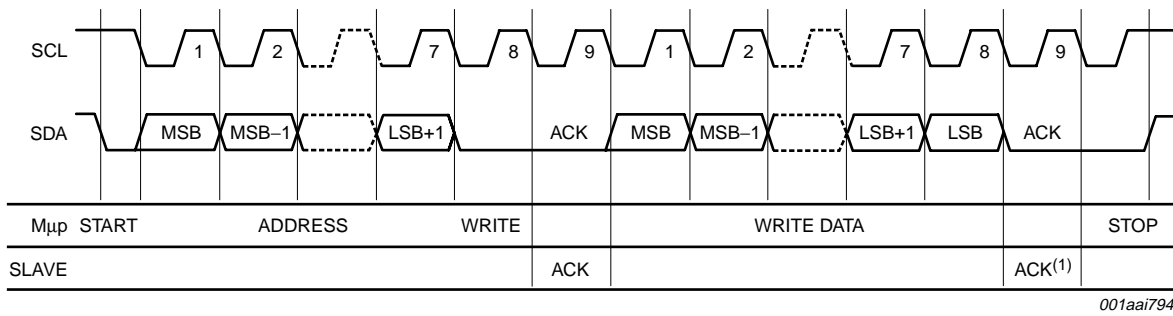 SCL 1 2 7 8 9 1 2 7 8 9
SDA MSB MSB−1 LSB+1 ACK MSB MSB−1 LSB+1 LSB ACK
Mμp START ADDRESS WRITE WRITE DATA STOP
SLAVE ACK ACK(1)
001aai794